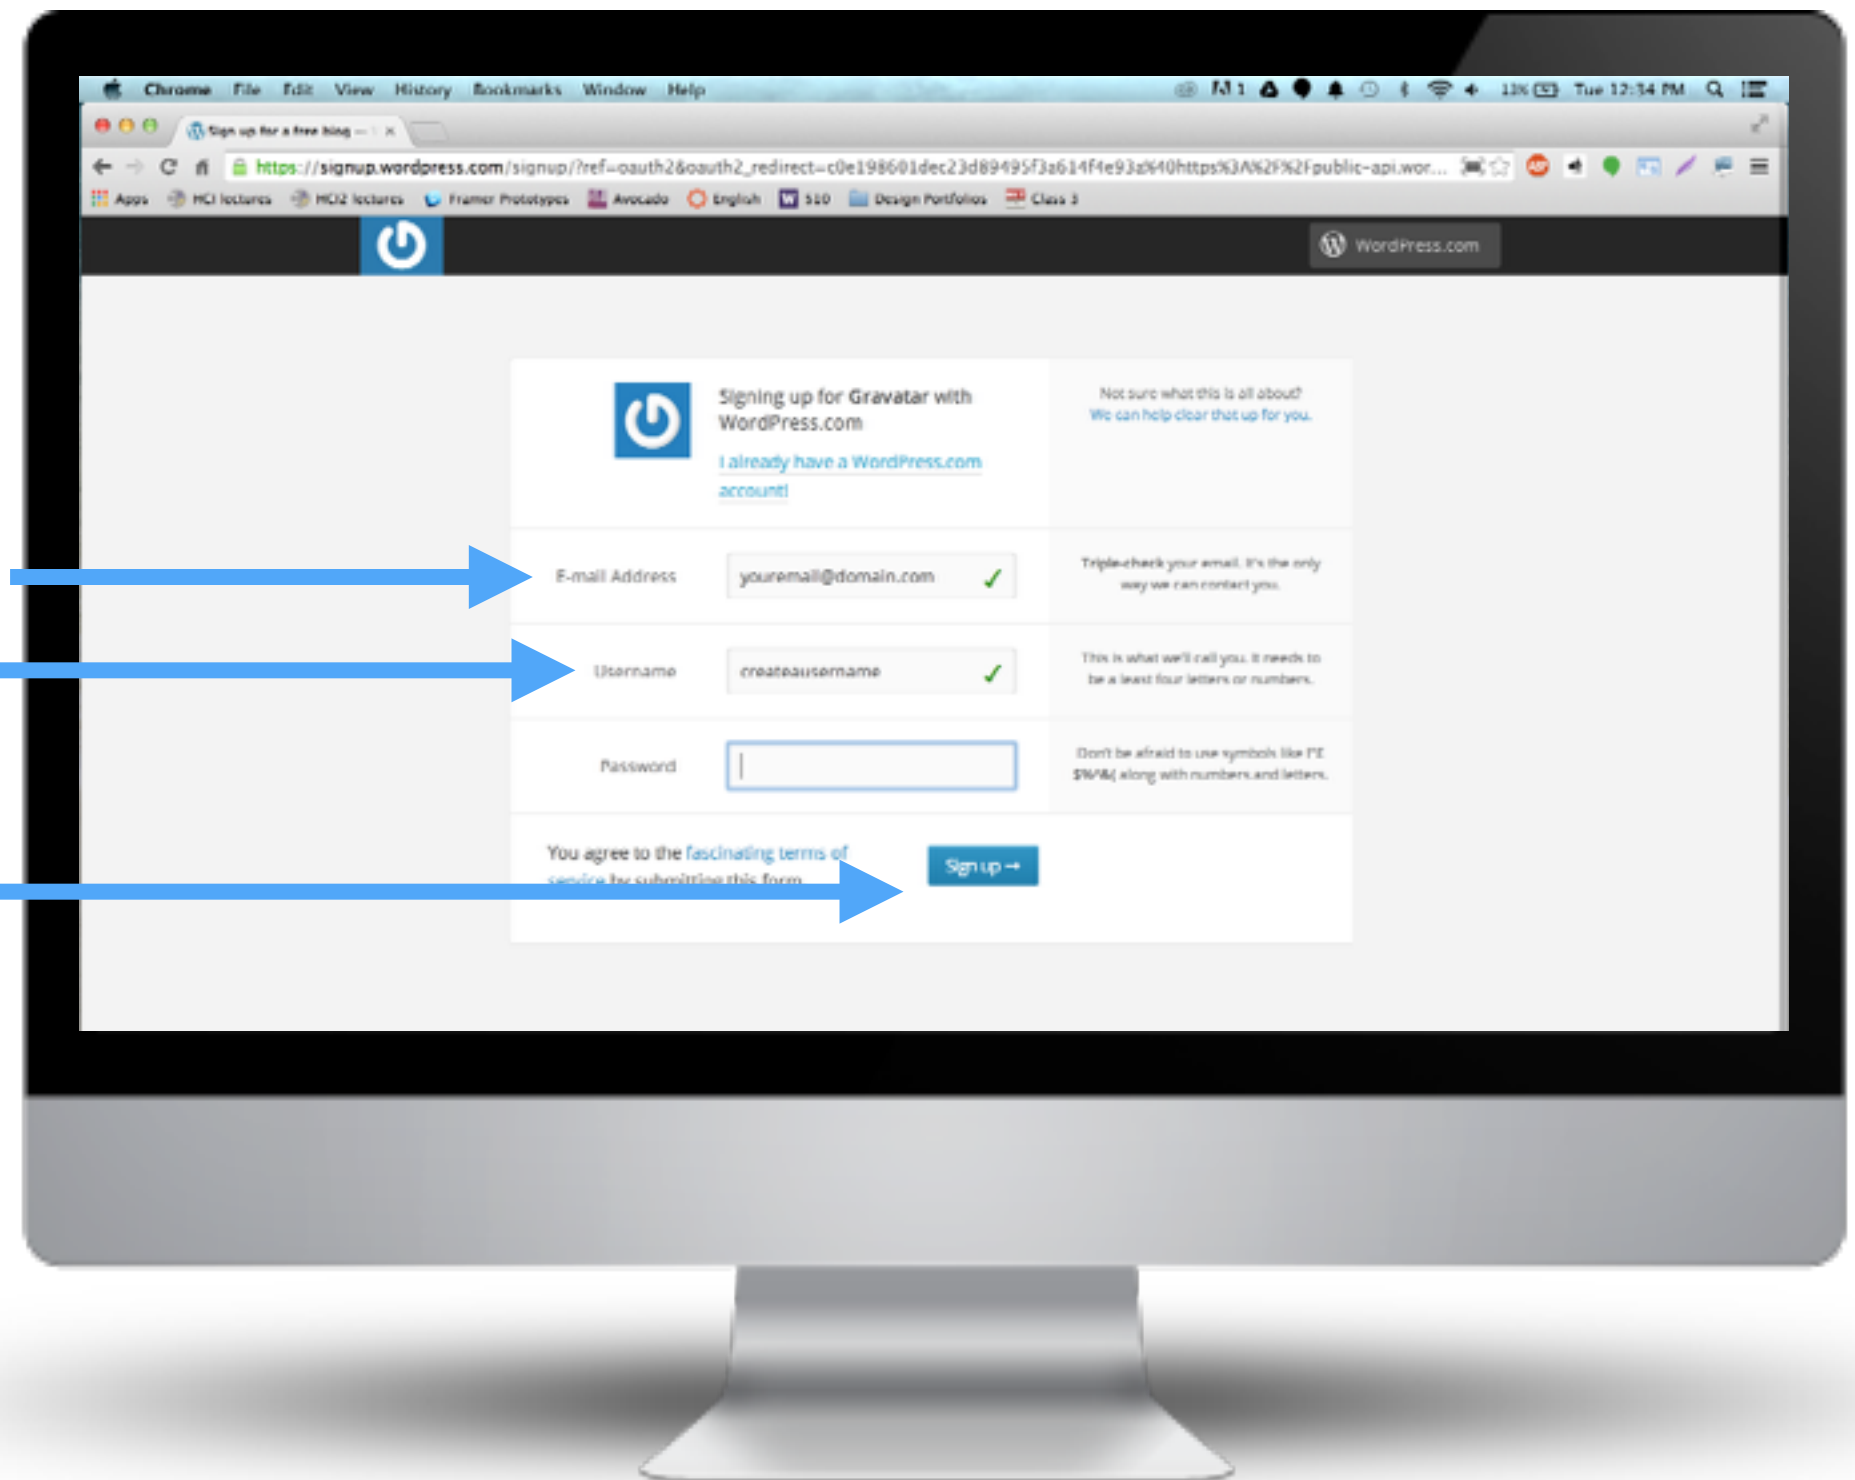 Chrome File Edit View History Bookmarks Window Help 1 13% Tue 12:34 PM
Sign up for a free blog —
https://signup.wordpress.com/signup/?ref=oauth2&oauth2_redirect=c0e198601dec23d89495f3a614f4e93a%40https%3A%2F%2Fpublic-api.wor...
Apps HCI lectures HCI2 lectures Framer Prototypes Avocado English W 510 Design Portfolios Class 3
WordPress.com
Signing up for Gravatar with
WordPress.com
I already have a WordPress.com
account!
Not sure what this is all about?
We can help clear that up for you.
E-mail Address youremail@domain.com
Triple-check your email. It's the only
way we can contact you.
Username createausername
This is what we'll call you. It needs to
be a least four letters or numbers.
Password
Don't be afraid to use symbols like
along with numbers and letters.
You agree to the fascinating terms of
service by submitting this form
Sign up →